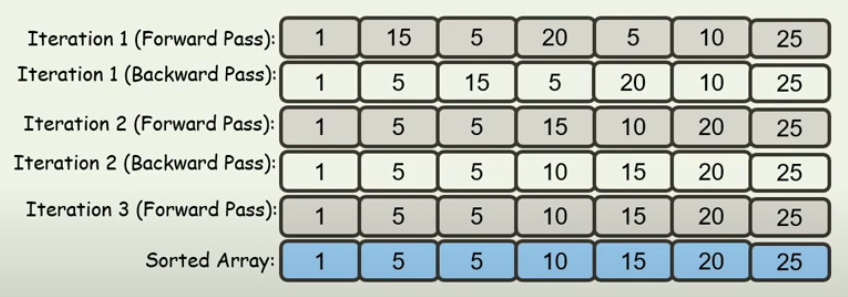 Iteration 1 (Forward Pass): 1 15 5 20 5 10 25
Iteration 1 (Backward Pass): 1 5 15 5 20 10 25
Iteration 2 (Forward Pass): 1 5 5 15 10 20 25
Iteration 2 (Backward Pass): 1 5 5 10 15 20 25
Iteration 3 (Forward Pass): 1 5 5 10 15 20 25
Sorted Array: 1 5 5 10 15 20 25